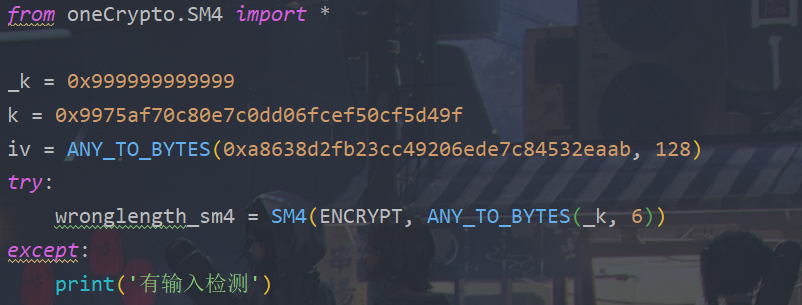 from oneCrypto.SM4 import *
_k = 0x999999999999
k = 0x9975af70c80e7c0dd06fcef50cf5d49f
iv = ANY_TO_BYTES(0xa8638d2fb23cc49206ede7c84532eaab, 128)
try:
    wronglength_sm4 = SM4(ENCRYPT, ANY_TO_BYTES(_k, 6))
except:
    print('有输入检测')